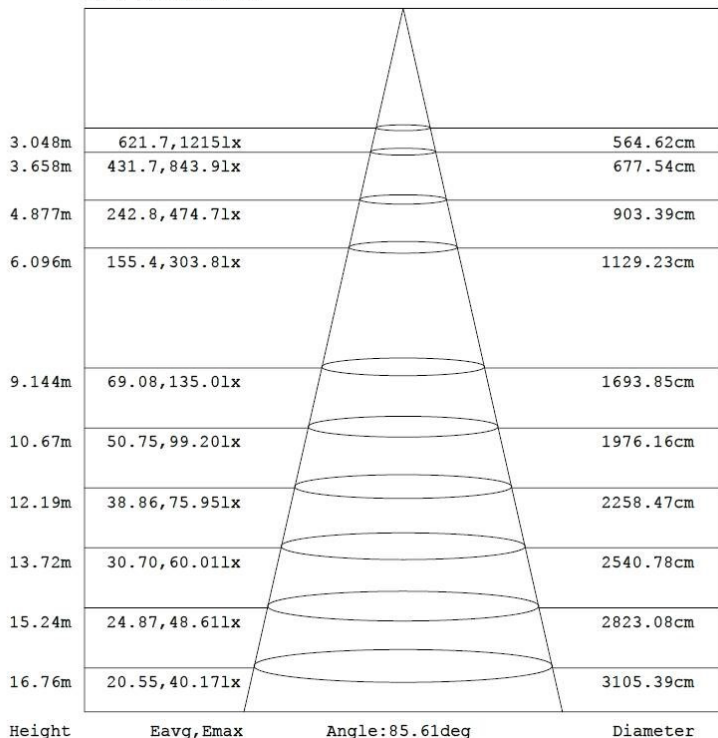 3.048m 621.7,1215lx 564.62cm
3.658m 431.7,843.9lx 677.54cm
4.877m 242.8,474.7lx 903.39cm
6.096m 155.4,303.8lx 1129.23cm
9.144m 69.08,135.0lx 1693.85cm
10.67m 50.75,99.20lx 1976.16cm
12.19m 38.86,75.95lx 2258.47cm
13.72m 30.70,60.01lx 2540.78cm
15.24m 24.87,48.61lx 2823.08cm
16.76m 20.55,40.17lx 3105.39cm
Height Eavg,Emax Angle:85.61deg Diameter